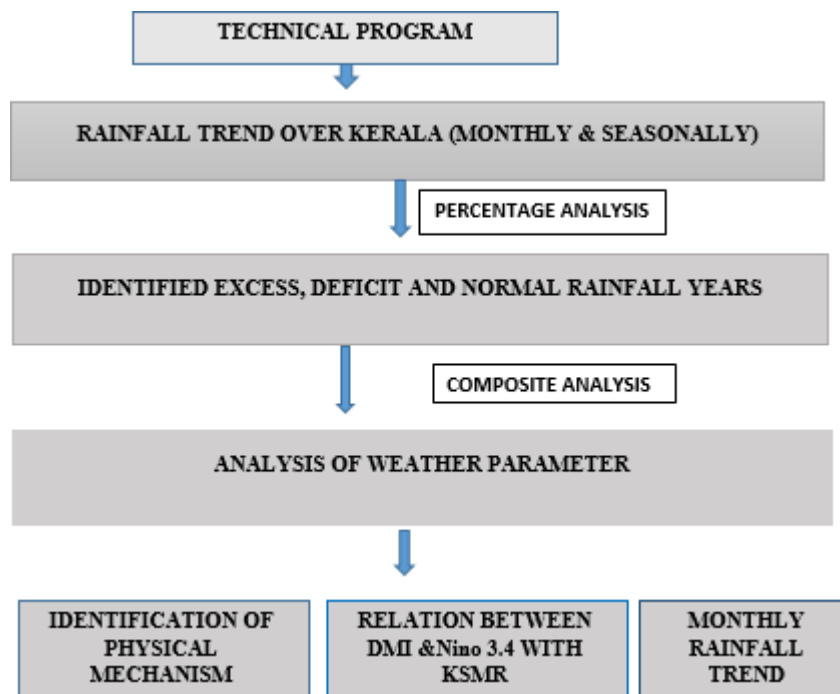 TECHNICAL PROGRAM
RAINFALL TREND OVER KERALA (MONTHLY & SEASONALLY)
PERCENTAGE ANALYSIS
IDENTIFIED EXCESS, DEFICIT AND NORMAL RAINFALL YEARS
COMPOSITE ANALYSIS
ANALYSIS OF WEATHER PARAMETER
IDENTIFICATION OF
PHYSICAL
MECHANISM
RELATION BETWEEN
DMI &Nino 3.4 WITH
KSMR
MONTHLY
RAINFALL
TREND